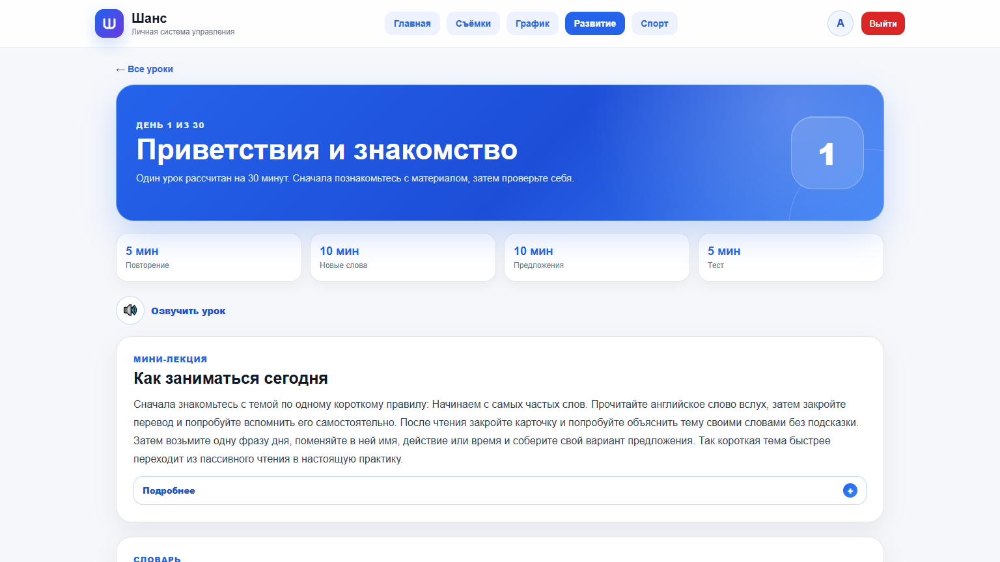 Ш
Шанс
Личная система управления
Главная
Съёмки
График
Развитие
Спорт
А
Выйти
← Все уроки
ДЕНЬ 1 ИЗ 30
Приветствия и знакомство
Один урок рассчитан на 30 минут. Сначала познакомьтесь с материалом, затем проверьте себя.
1
5 мин
Повторение
10 мин
Новые слова
10 мин
Предложения
5 мин
Тест
Озвучить урок
МИНИ-ЛЕКЦИЯ
Как заниматься сегодня
Сначала знакомьтесь с темой по одному короткому правилу: Начинаем с самых частых слов. Прочитайте английское слово вслух, затем закройте
перевод и попробуйте вспомнить его самостоятельно. После чтения закройте карточку и попробуйте объяснить тему своими словами без подсказки.
Затем возьмите одну фразу дня, поменяйте в ней имя, действие или время и соберите свой вариант предложения. Так короткая тема быстрее
переходит из пассивного чтения в настоящую практику.
Подробнее
+
СЛОВАРЬ